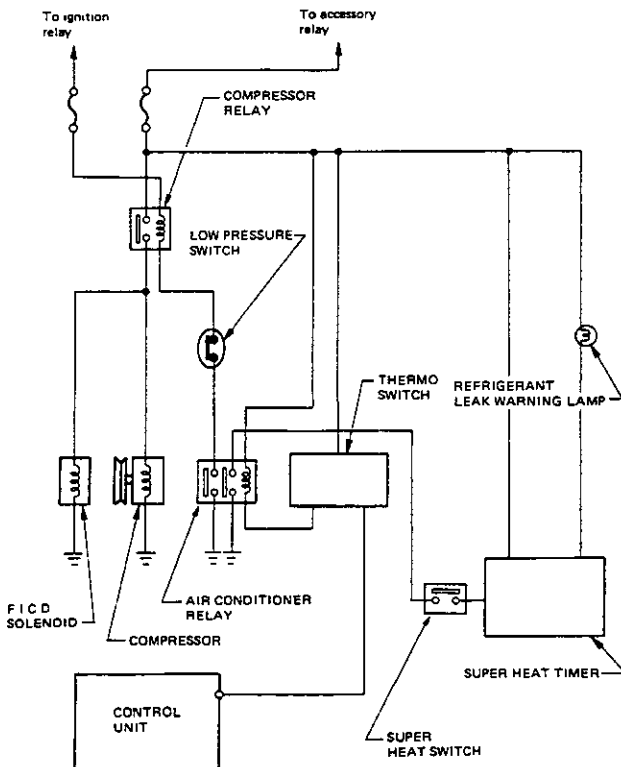 To ignition
relay
To accessory
relay
COMPRESSOR
RELAY
LOW PRESSURE
SWITCH
THERMO
SWITCH
REFRIGERANT
LEAK WARNING LAMP
F I C D
SOLENOID
COMPRESSOR
AIR CONDITIONER
RELAY
SUPER HEAT TIMER
CONTROL
UNIT
SUPER
HEAT SWITCH